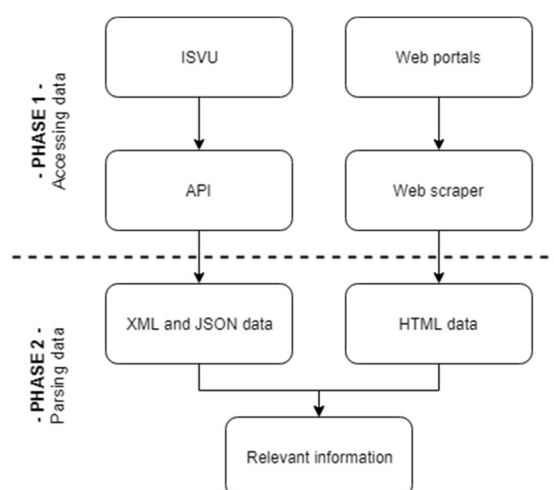 - PHASE 1 -
Accessing data
ISVU
Web portals
API
Web scraper
- PHASE 2 -
Parsing data
XML and JSON data
HTML data
Relevant information